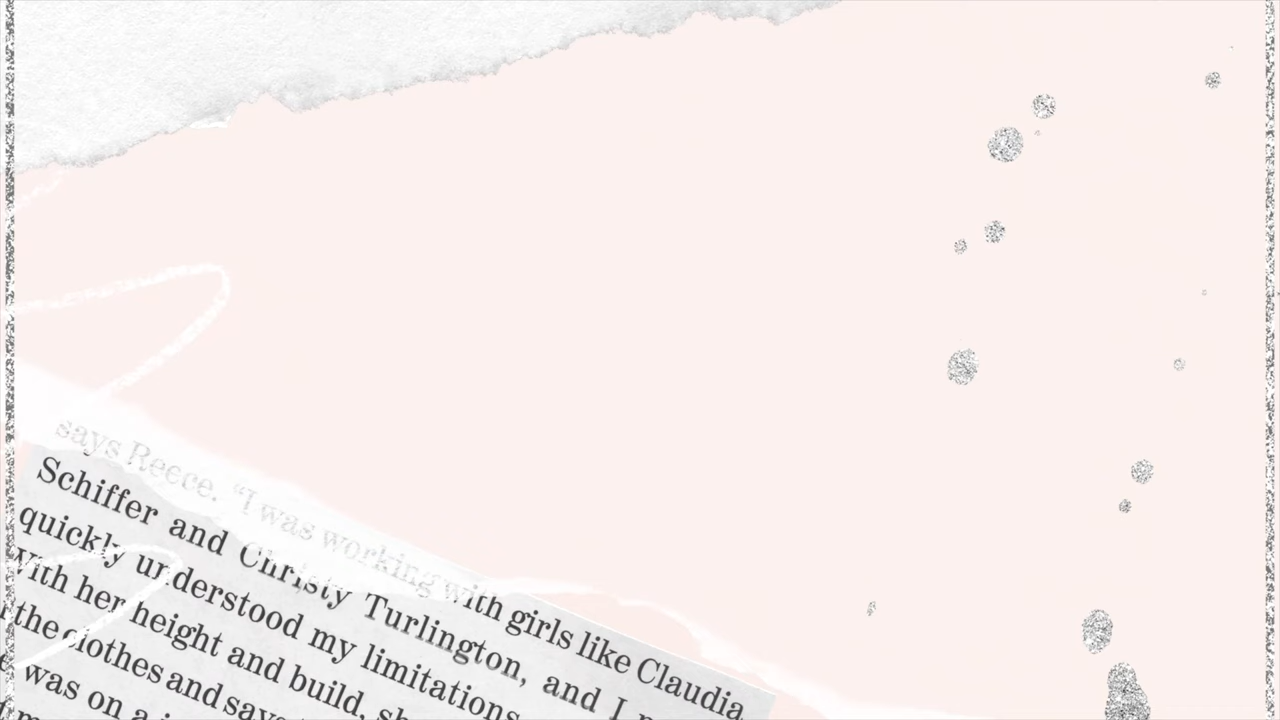 says Reece. “I was working with girls like Claudia
Schiffer and Christy Turlington, and I
quickly understood my limitations
With her height and build,
the clothes and
was on a